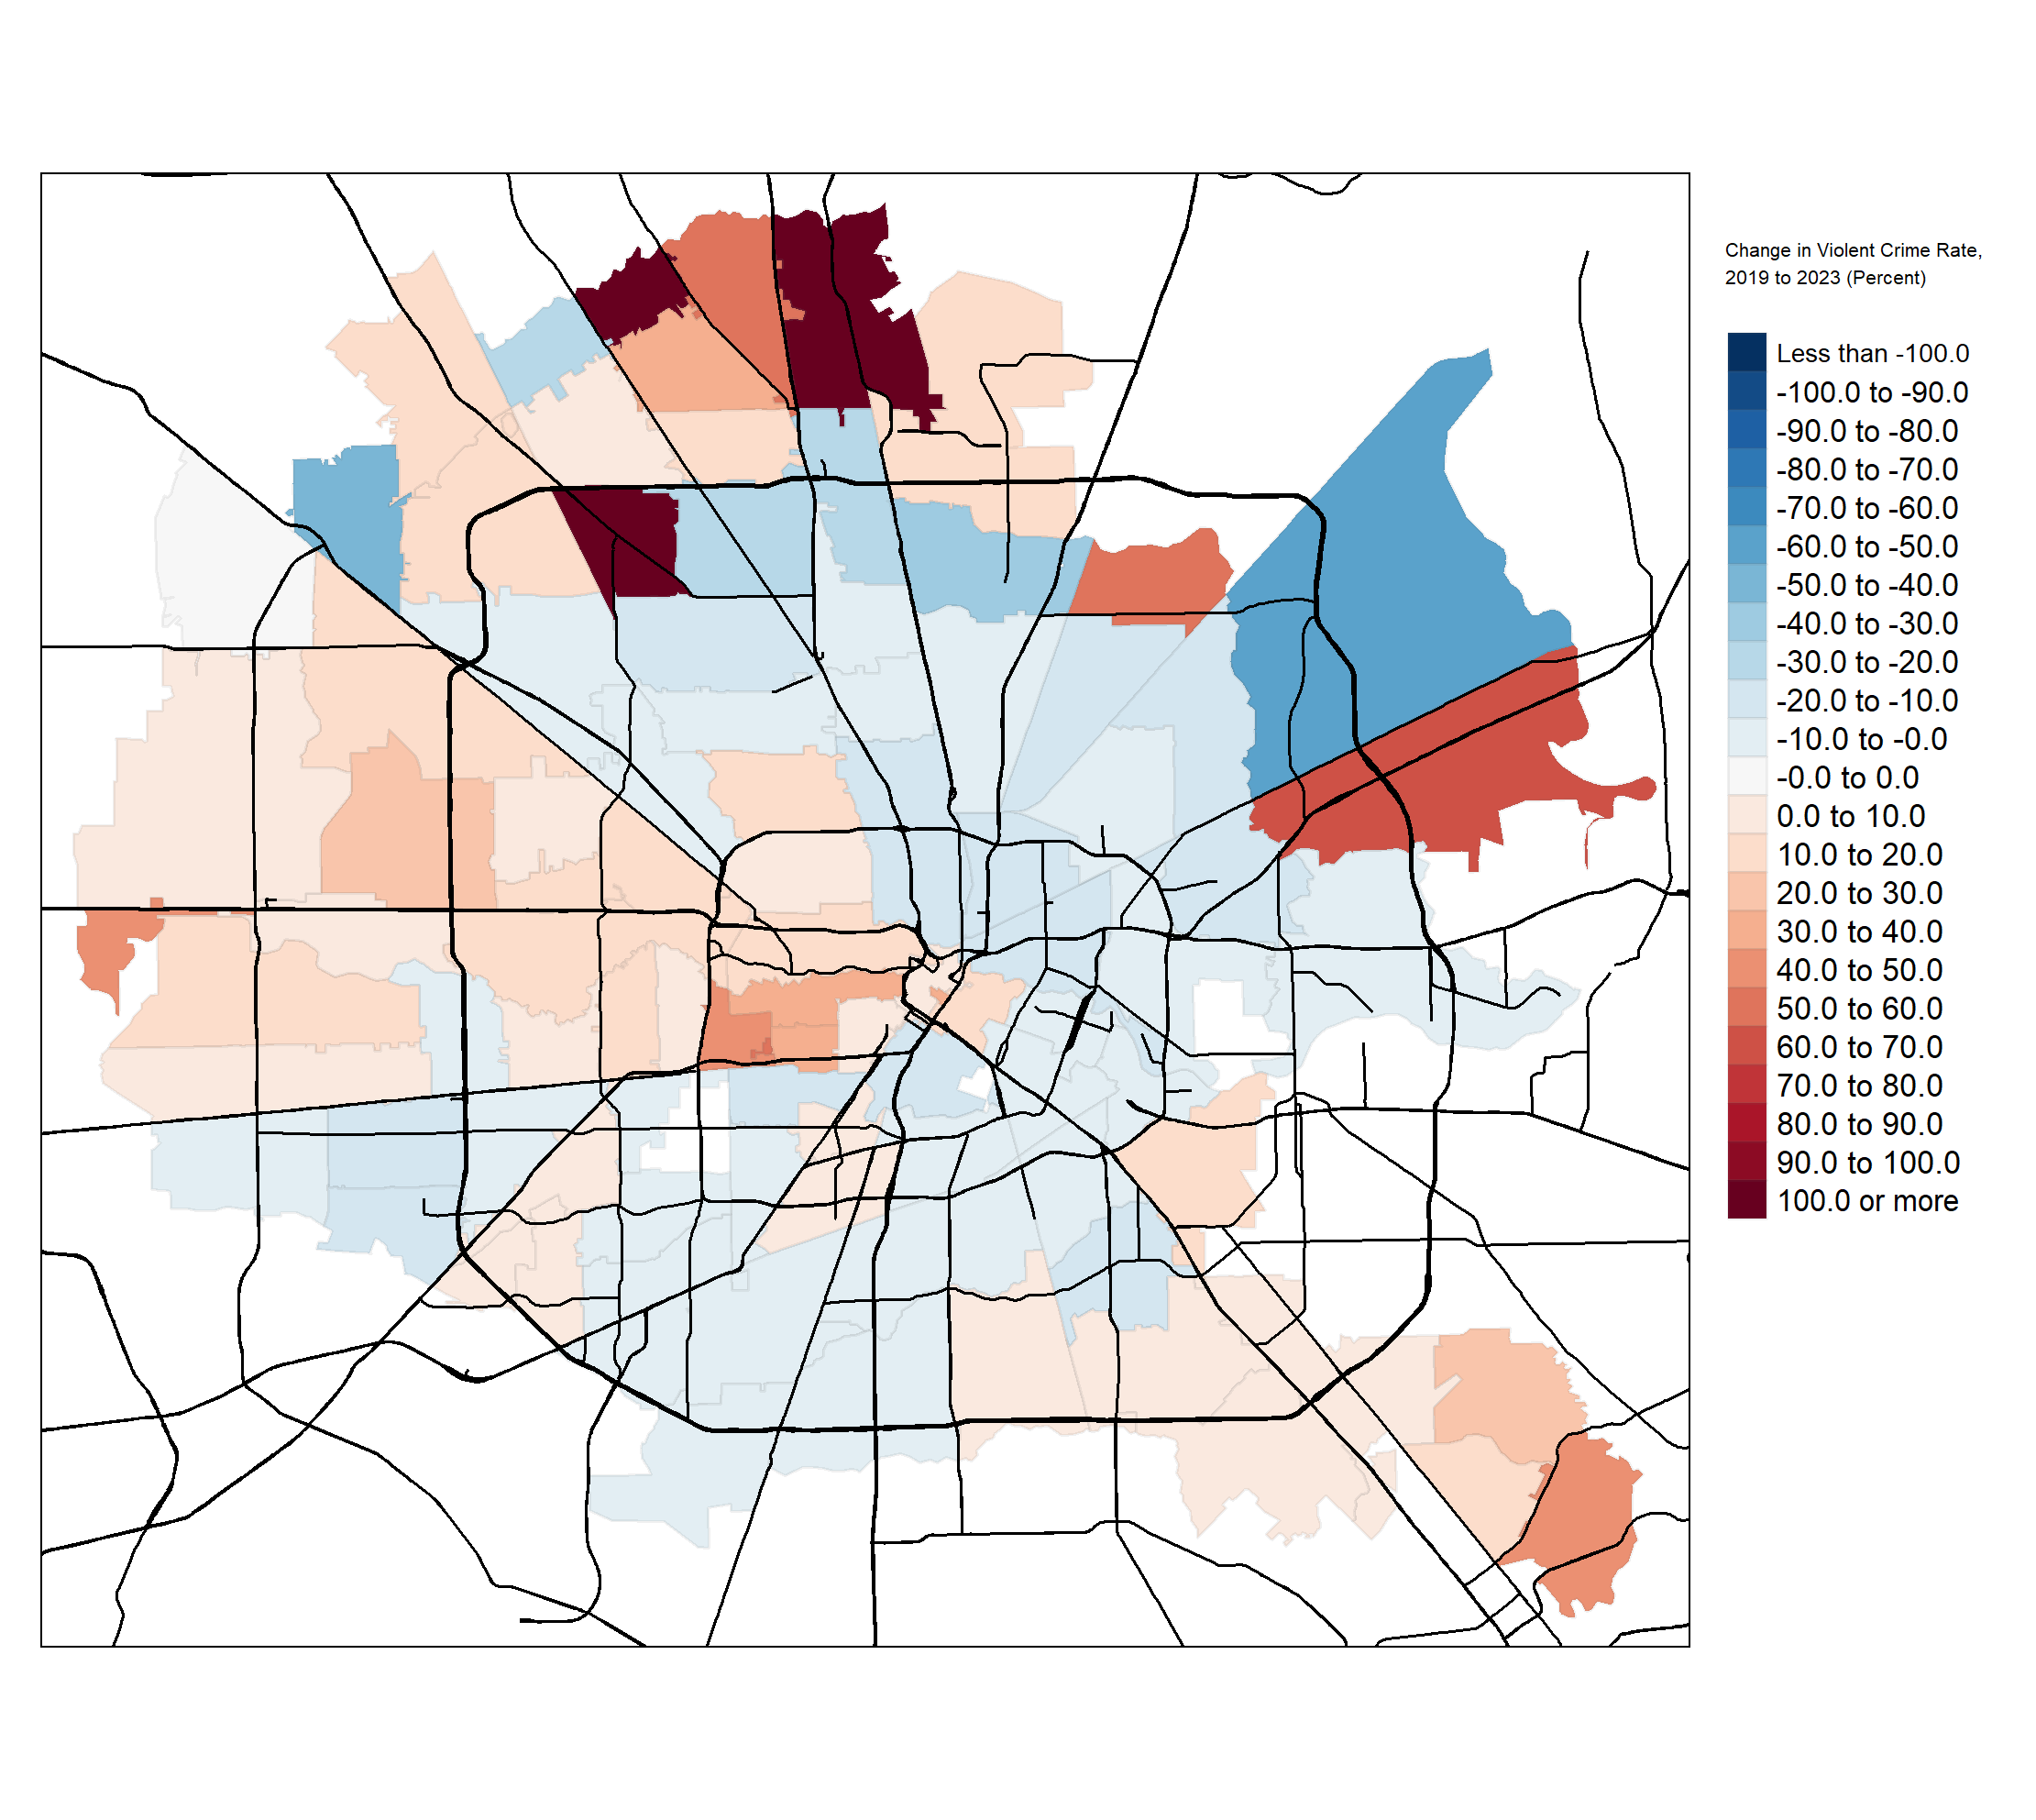 Change in Violent Crime Rate,
2019 to 2023 (Percent)
Less than -100.0
-100.0 to -90.0
-90.0 to -80.0
-80.0 to -70.0
-70.0 to -60.0
-60.0 to -50.0
-50.0 to -40.0
-40.0 to -30.0
-30.0 to -20.0
-20.0 to -10.0
-10.0 to -0.0
-0.0 to 0.0
0.0 to 10.0
10.0 to 20.0
20.0 to 30.0
30.0 to 40.0
40.0 to 50.0
50.0 to 60.0
60.0 to 70.0
70.0 to 80.0
80.0 to 90.0
90.0 to 100.0
100.0 or more